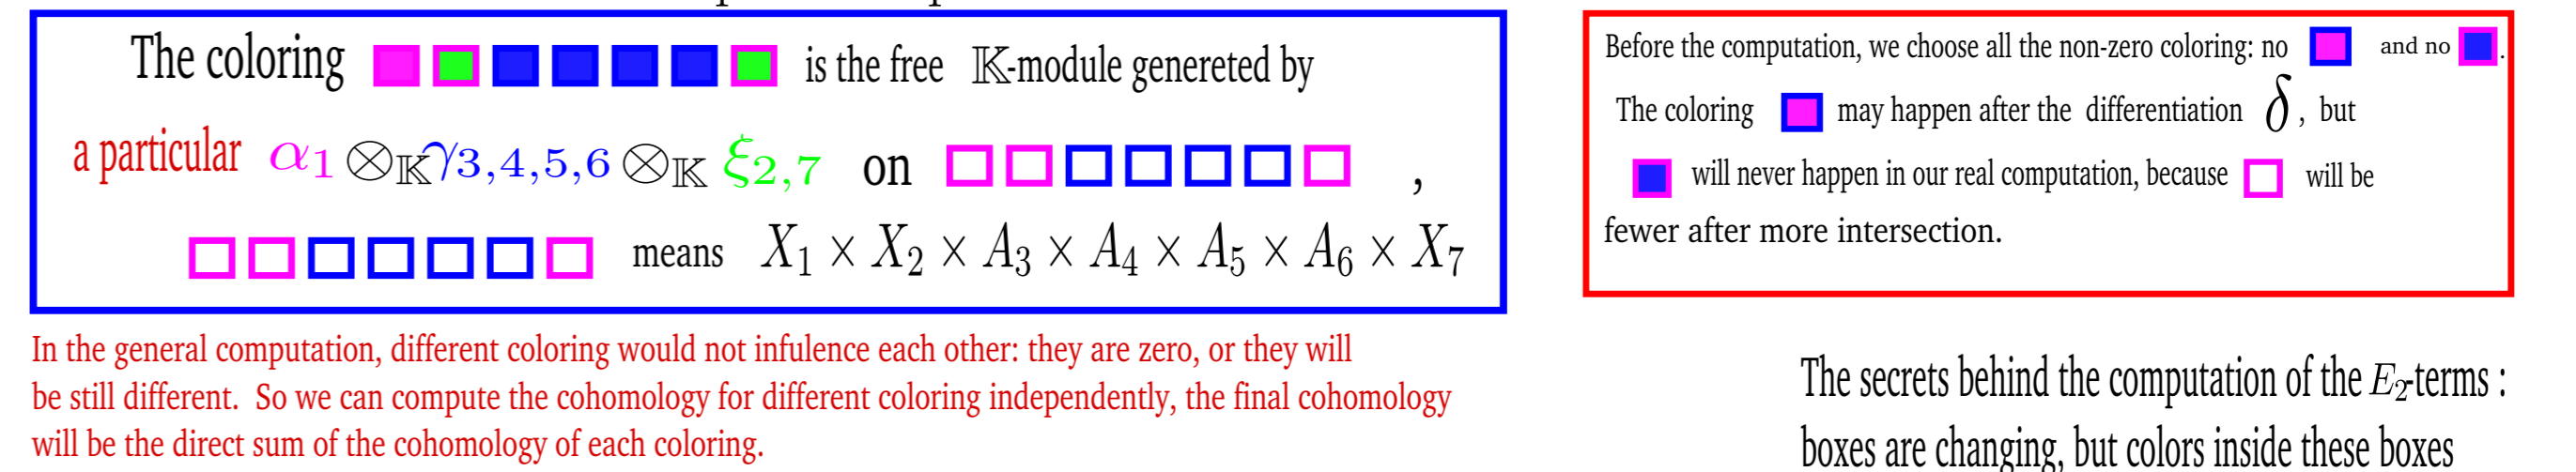 The coloring is the free 𝕂-module genereted by
a particular α₁ ⊗_𝕂 γ₃,₄,₅,₆ ⊗_𝕂 ξ₂,₇ on ,
means X₁ × X₂ × A₃ × A₄ × A₅ × A₆ × X₇
In the general computation, different coloring would not infulence each other: they are zero, or they will
be still different. So we can compute the cohomology for different coloring independently, the final cohomology
will be the direct sum of the cohomology of each coloring.
Before the computation, we choose all the non-zero coloring: no and no .
The coloring may happen after the differentiation δ, but
will never happen in our real computation, because will be
fewer after more intersection.
The secrets behind the computation of the E₂-terms :
boxes are changing, but colors inside these boxes